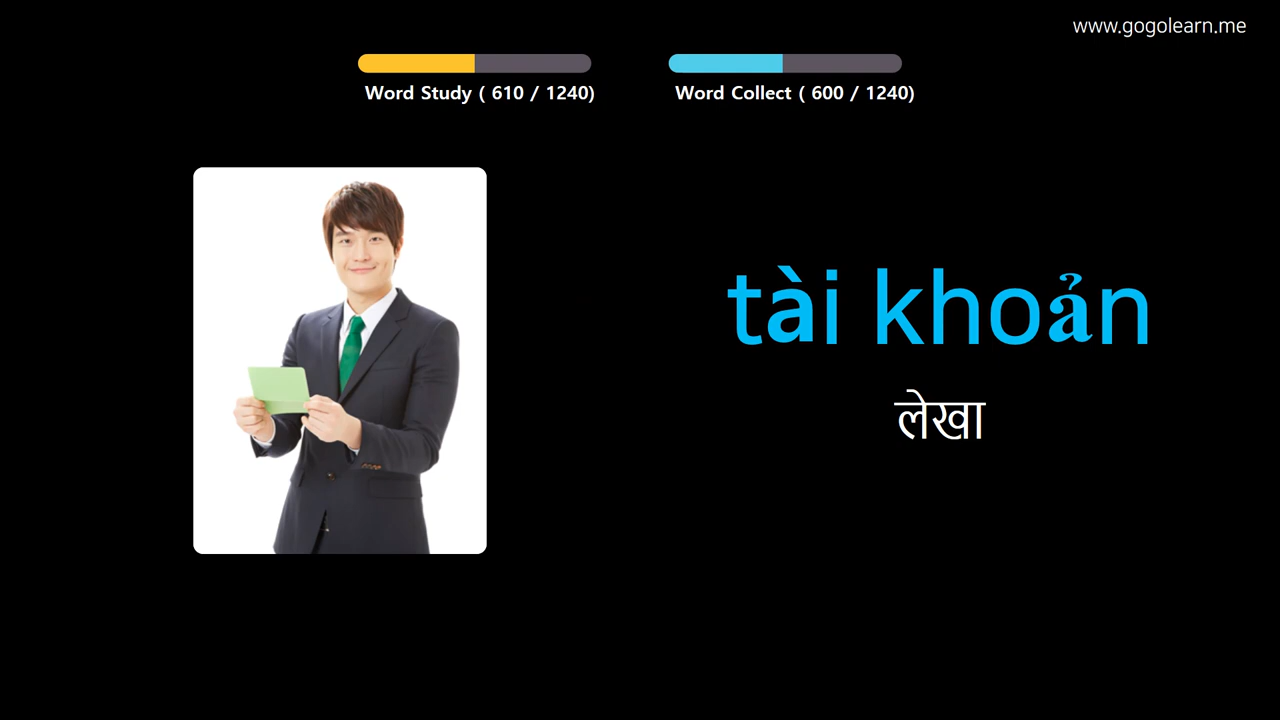 www.gogolearn.me
Word Study ( 610 / 1240)
Word Collect ( 600 / 1240)
tài khoản
लेखा